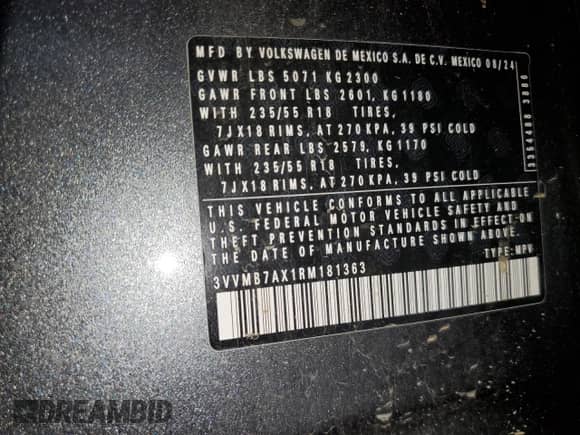 MFD BY VOLKSWAGEN DE MEXICO S.A. DE C.V. MEXICO 08/24
GVWR LBS 5071 KG 2300
GAWR FRONT LBS 2601, KG 1180
WITH 235/55 R18 TIRES,
7JX18 RIMS, AT 270 KPA, 39 PSI COLD
GAWR REAR LBS 2579, KG 1170
WITH 235/55 R18 TIRES,
7JX18 RIMS, AT 270 KPA, 39 PSI COLD
THIS VEHICLE CONFORMS TO ALL APPLICABLE
U.S. FEDERAL MOTOR VEHICLE SAFETY AND
THEFT PREVENTION STANDARDS IN EFFECT ON
THE DATE OF MANUFACTURE SHOWN ABOVE.
3VVMB7AX1RM181363 TYPE:MPV
DREAMBID